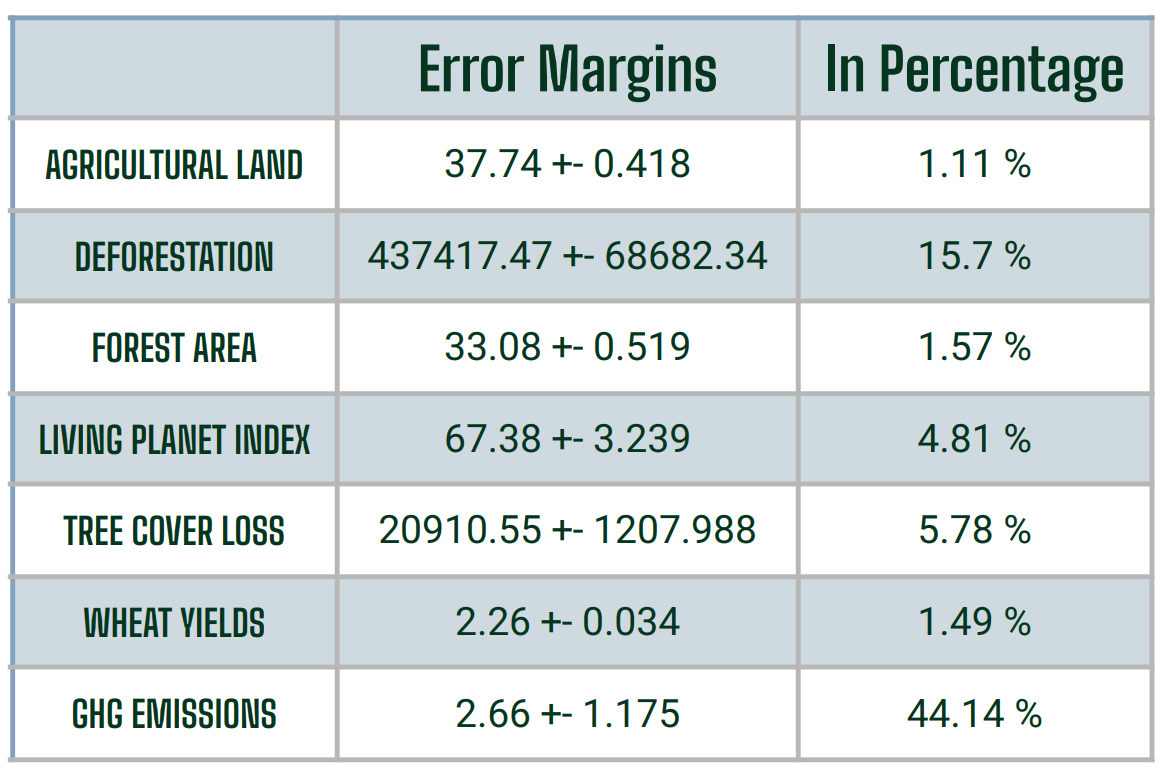 Error Margins In Percentage
AGRICULTURAL LAND 37.74 +- 0.418 1.11 %
DEFORESTATION 437417.47 +- 68682.34 15.7 %
FOREST AREA 33.08 +- 0.519 1.57 %
LIVING PLANET INDEX 67.38 +- 3.239 4.81 %
TREE COVER LOSS 20910.55 +- 1207.988 5.78 %
WHEAT YIELDS 2.26 +- 0.034 1.49 %
GHG EMISSIONS 2.66 +- 1.175 44.14 %